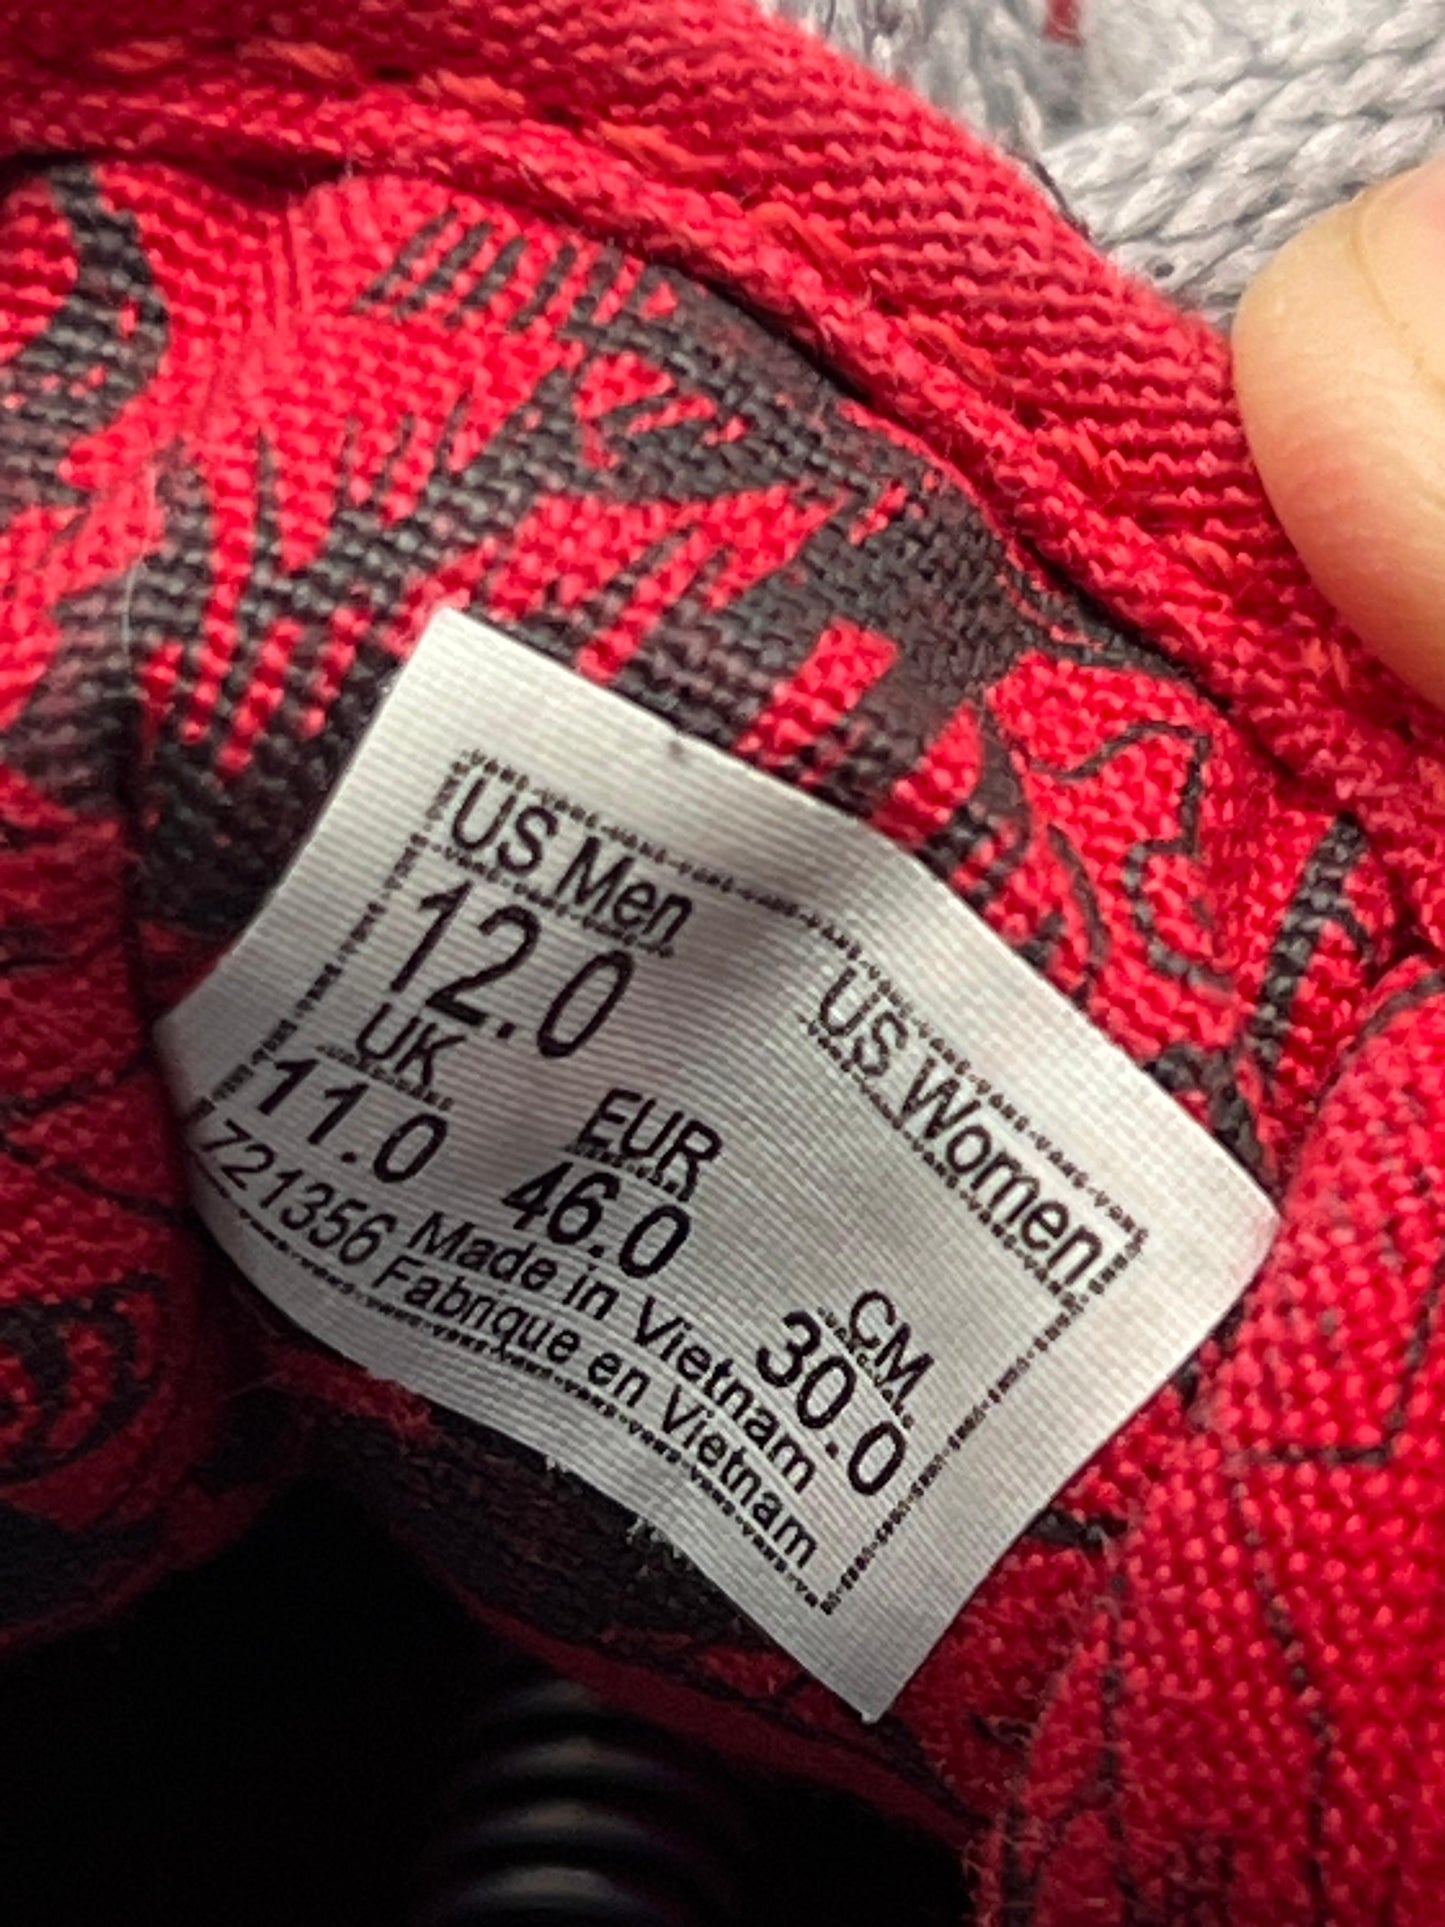 US Men
US Women
12.0
UK
EUR
CM
11.0
46.0
30.0
721356 Made in Vietnam
Fabrique en Vietnam